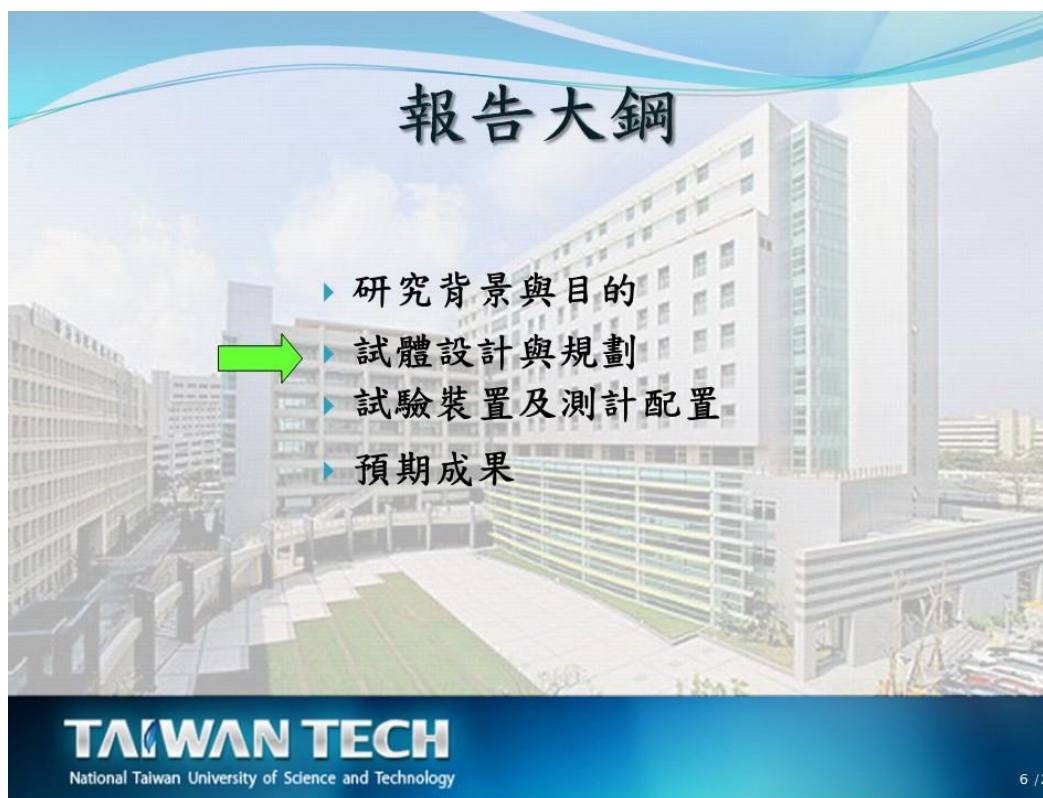 報告大鋼
研究背景與目的
試體設計與規劃
試驗裝置及測計配置
預期成果
TAIWAN TECH
National Taiwan University of Science and Technology
6 /2